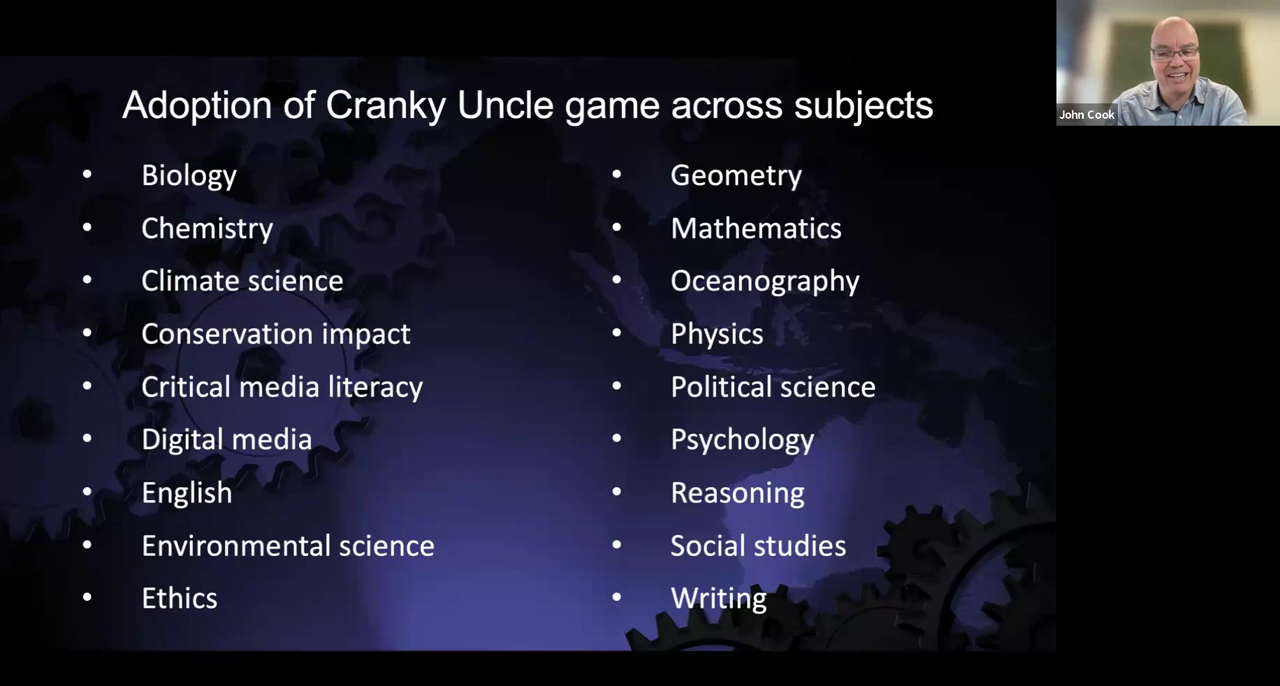 Adoption of Cranky Uncle game across subjects
• Biology
• Chemistry
• Climate science
• Conservation impact
• Critical media literacy
• Digital media
• English
• Environmental science
• Ethics
• Geometry
• Mathematics
• Oceanography
• Physics
• Political science
• Psychology
• Reasoning
• Social studies
• Writing
John Cook